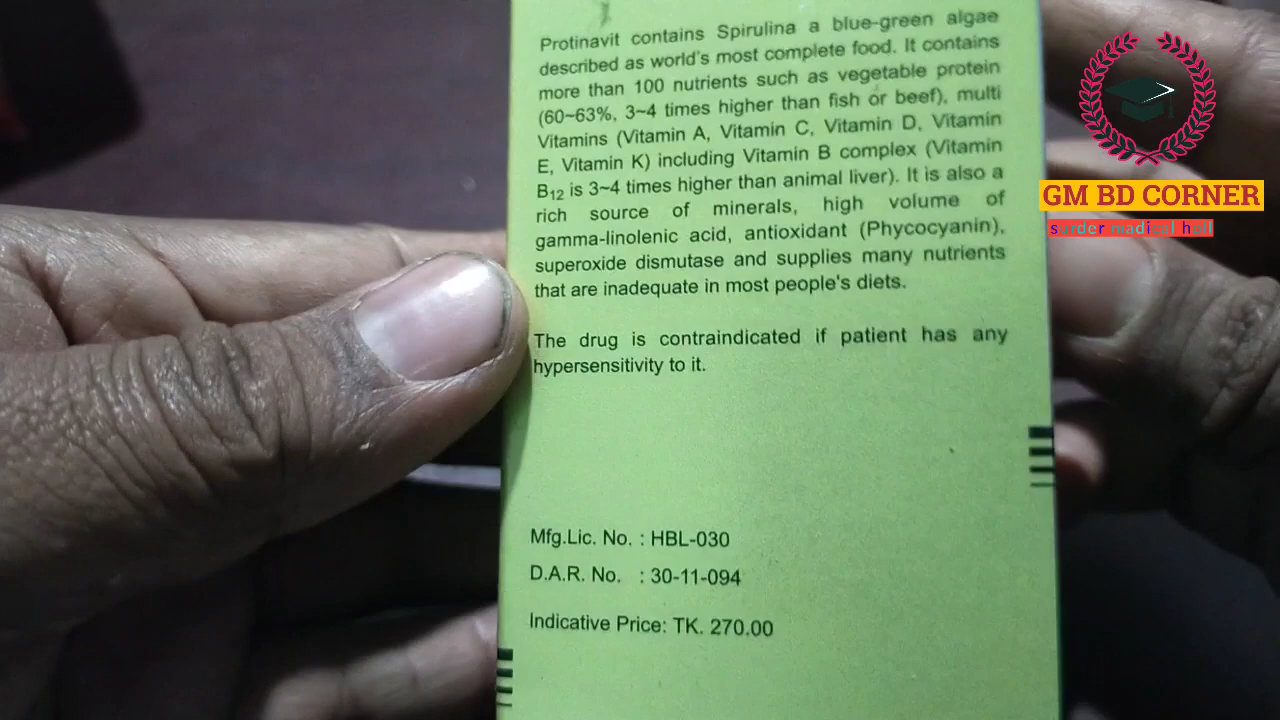 Protinavit contains Spirulina a blue-green algae
described as world's most complete food. It contains
more than 100 nutrients such as vegetable protein
(60~63%, 3~4 times higher than fish or beef), multi
Vitamins (Vitamin A, Vitamin C, Vitamin D, Vitamin
E, Vitamin K) including Vitamin B complex (Vitamin
B12 is 3~4 times higher than animal liver). It is also a
rich source of minerals, high volume of
gamma-linolenic acid, antioxidant (Phycocyanin),
superoxide dismutase and supplies many nutrients
that are inadequate in most people's diets.
The drug is contraindicated if patient has any
hypersensitivity to it.
Mfg.Lic. No. : HBL-030
D.A.R. No. : 30-11-094
Indicative Price: TK. 270.00
GM BD CORNER
surder madical holl